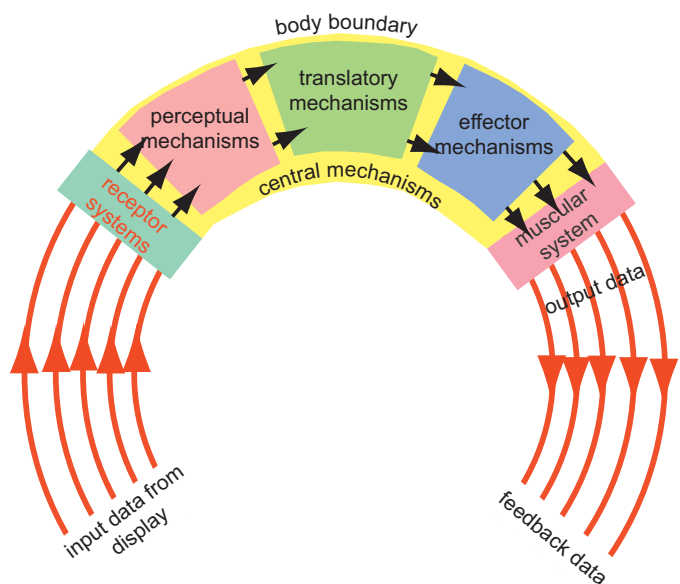 body boundary
translatory
mechanisms
perceptual
mechanisms
effector
mechanisms
central mechanisms
receptor
systems
muscular
system
output data
input data from
display
feedback data